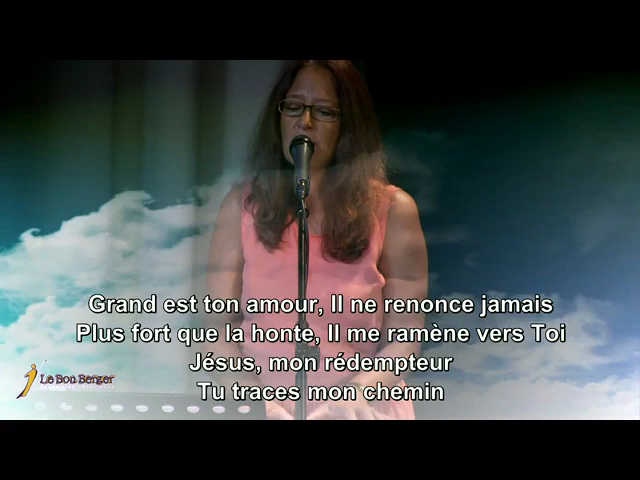 Grand est ton amour, Il ne renonce jamais
Plus fort que la honte, Il me ramène vers Toi
Jésus, mon rédempteur
Tu traces mon chemin
Le Bon Berger